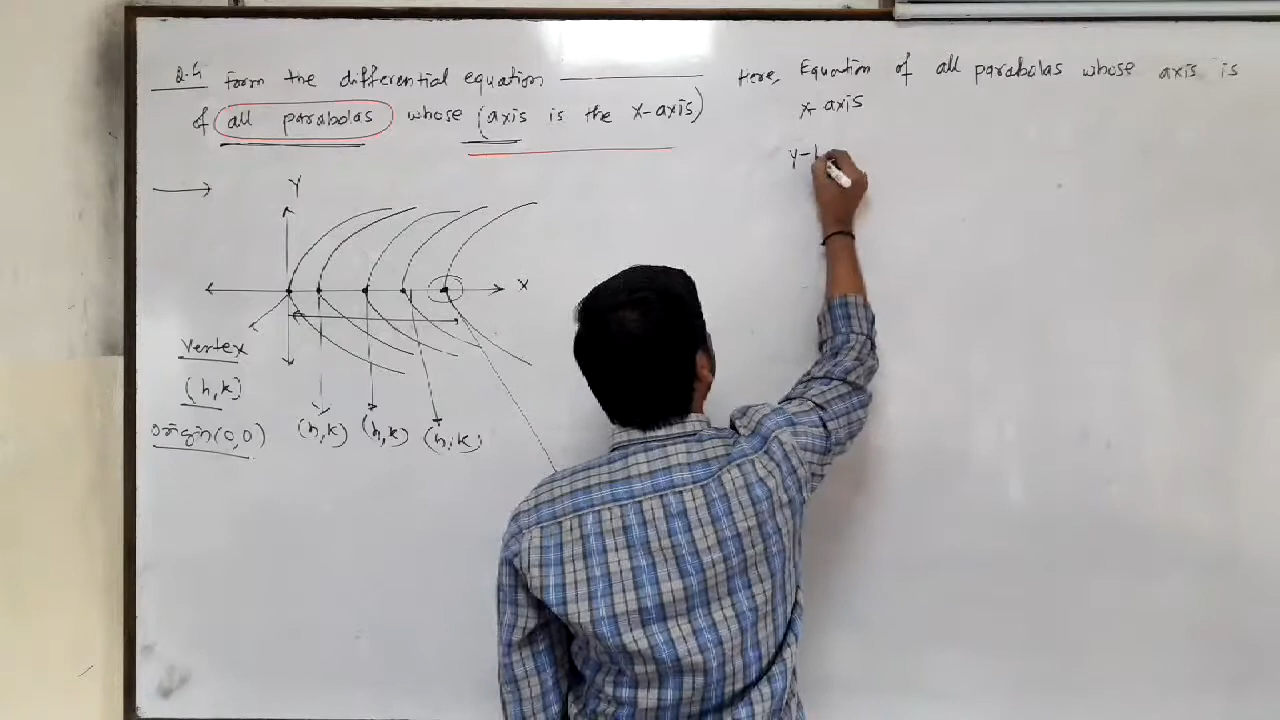 Q.4 Form the differential equation
of all parabolas whose (axis is the x-axis)
Y
X
Vertex
(h,k)
origin(0,0)
(h,k) (h,k) (h,k)
Here, Equation of all parabolas whose axis is
x-axis
y-